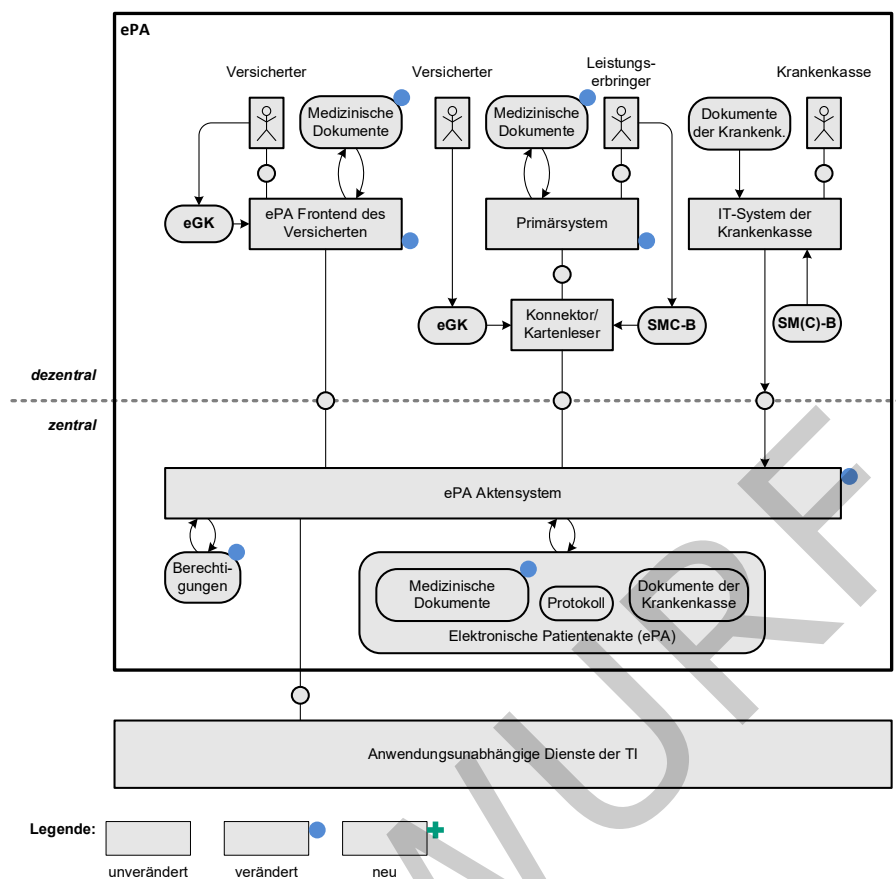 ePA
Versicherter
Versicherter
Leistungs-
erbringer
Krankenkasse
Medizinische
Dokumente
Medizinische
Dokumente
Dokumente
der Krankenk.
eGK
ePA Frontend des
Versicherten
Primärsystem
IT-System der
Krankenkasse
eGK
Konnektor/
Kartenleser
SMC-B
SM(C)-B
dezentral
zentral
ePA Aktensystem
Berechti-
gungen
Medizinische
Dokumente
Protokoll
Dokumente der
Krankenkasse
Elektronische Patientenakte (ePA)
Anwendungsunabhängige Dienste der TI
Legende:
unverändert
verändert
neu
WURF